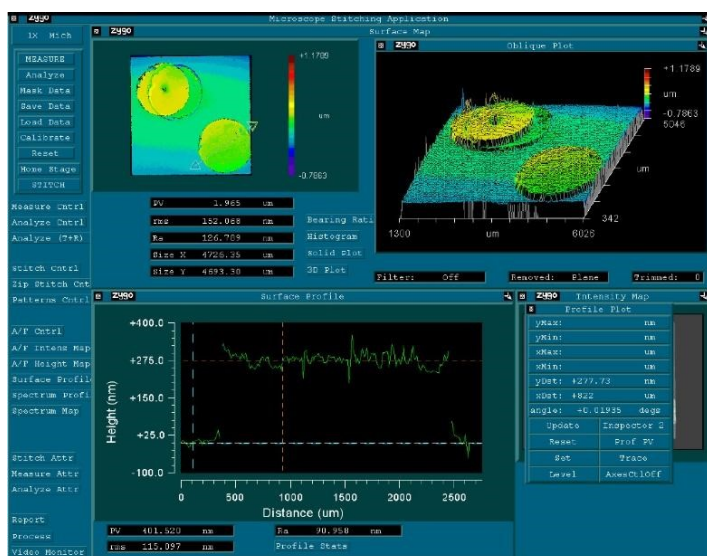 zygo Microscope Stitching Application
1X Mich
MEASURE
Analyze
Mask Data
Save Data
Load Data
Calibrate
Reset
Home Stage
STITCH
Measure Cntrl
Analyze Cntrl
Analyze (T+R)
Stitch Cntrl
Zip Stitch Cnt
Patterns Cntrl
A/F Cntrl
A/F Intens Map
A/F Height Map
Surface Profil
Spectrum Profi
Spectrum Map
Stitch Attr
Measure Attr
Analyze Attr
Report
Process
Video Monitor
zygo Surface Map
um
-0.7863
PV 1.965 um
rms 152.068 um
Ra 126.789 um
Size X 4726.35 um
Size Y 4693.30 um
Bearing Rati
Histogram
Solid Plot
3D Plot
zygo Oblique Plot
+1.1789
um
-0.7863
5046
um
342
1300
um
6026
Filter: Off
Removed: Plane
Trimmed: 0
zygo Surface Profile
+400.0
+275.0
+150.0
+25.0
-100.0
Height (nm)
0 500 1000 1500 2000 2500
Distance (um)
PV 401.520 nm
rms 115.097 nm
Ra 90.958 nm
Profile Stats
zygo Intensity Map
Profile Plot
yMax: nm
yMin: nm
xMax: um
xMin: um
yDst: +277.73 nm
xDst: +822 um
angle: +0.01935 degs
Update Inspector 2
Reset Prof PV
Set Trace
Level AxesCtlOff